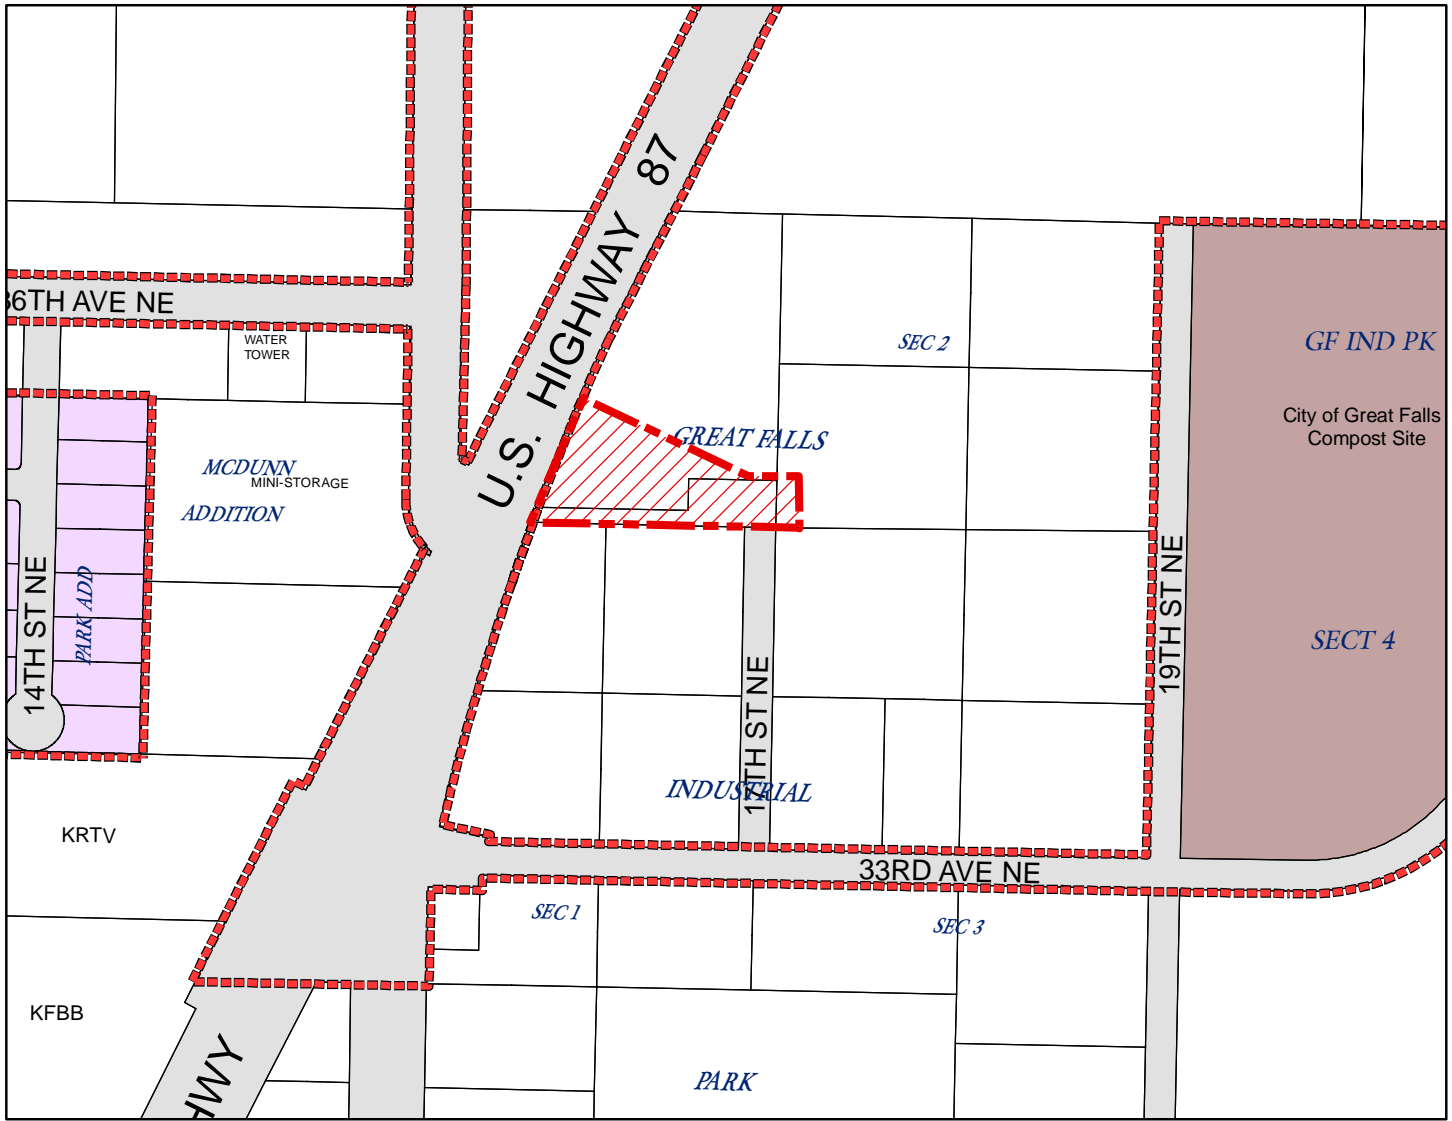 U.S. HIGHWAY 87
36TH AVE NE
WATER
TOWER
SEC 2
GF IND PK
City of Great Falls
Compost Site
GREAT FALLS
MCDUNN
MINI-STORAGE
ADDITION
14TH ST NE
PARK ADD
19TH ST NE
SECT 4
17TH ST NE
INDUSTRIAL
KRTV
33RD AVE NE
SEC 1
SEC 3
KFBB
HWY
PARK